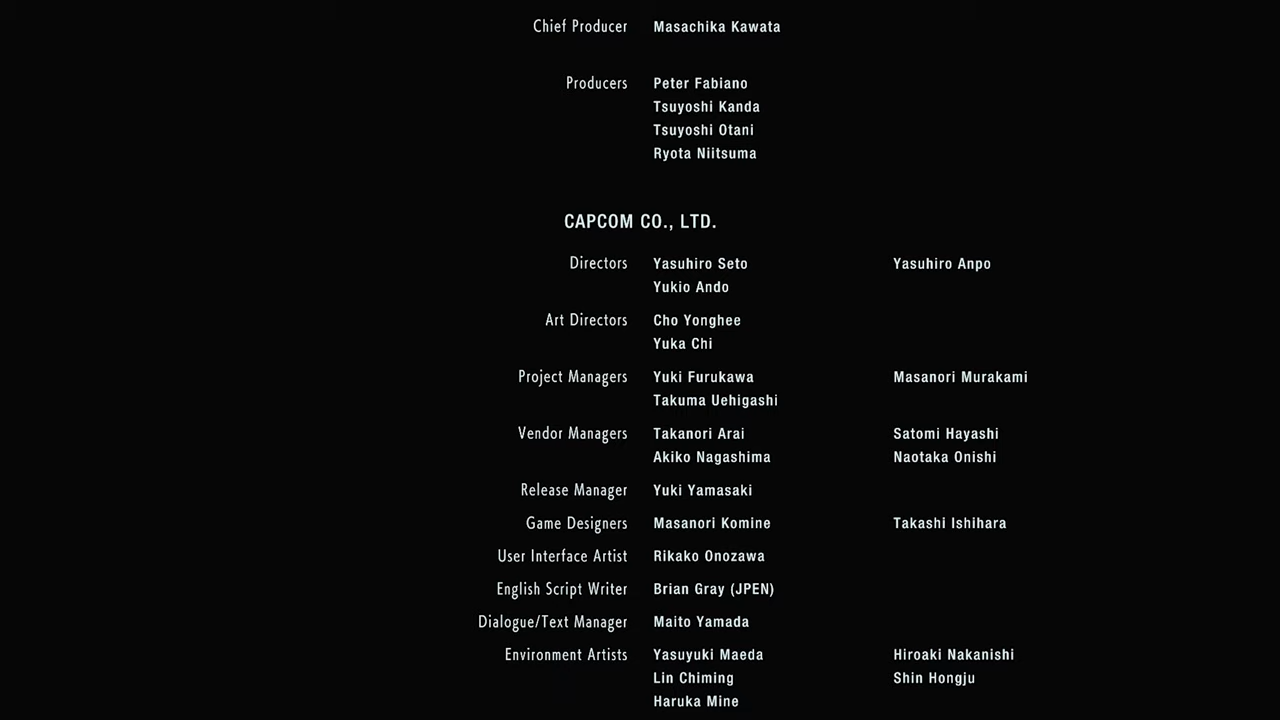 Chief Producer Masachika Kawata
Producers Peter Fabiano
Tsuyoshi Kanda
Tsuyoshi Otani
Ryota Niitsuma
CAPCOM CO., LTD.
Directors Yasuhiro Seto Yasuhiro Anpo
Yukio Ando
Art Directors Cho Yonghee
Yuka Chi
Project Managers Yuki Furukawa Masanori Murakami
Takuma Uehigashi
Vendor Managers Takanori Arai Satomi Hayashi
Akiko Nagashima Naotaka Onishi
Release Manager Yuki Yamasaki
Game Designers Masanori Komine Takashi Ishihara
User Interface Artist Rikako Onozawa
English Script Writer Brian Gray (JPEN)
Dialogue/Text Manager Maito Yamada
Environment Artists Yasuyuki Maeda Hiroaki Nakanishi
Lin Chiming Shin Hongju
Haruka Mine